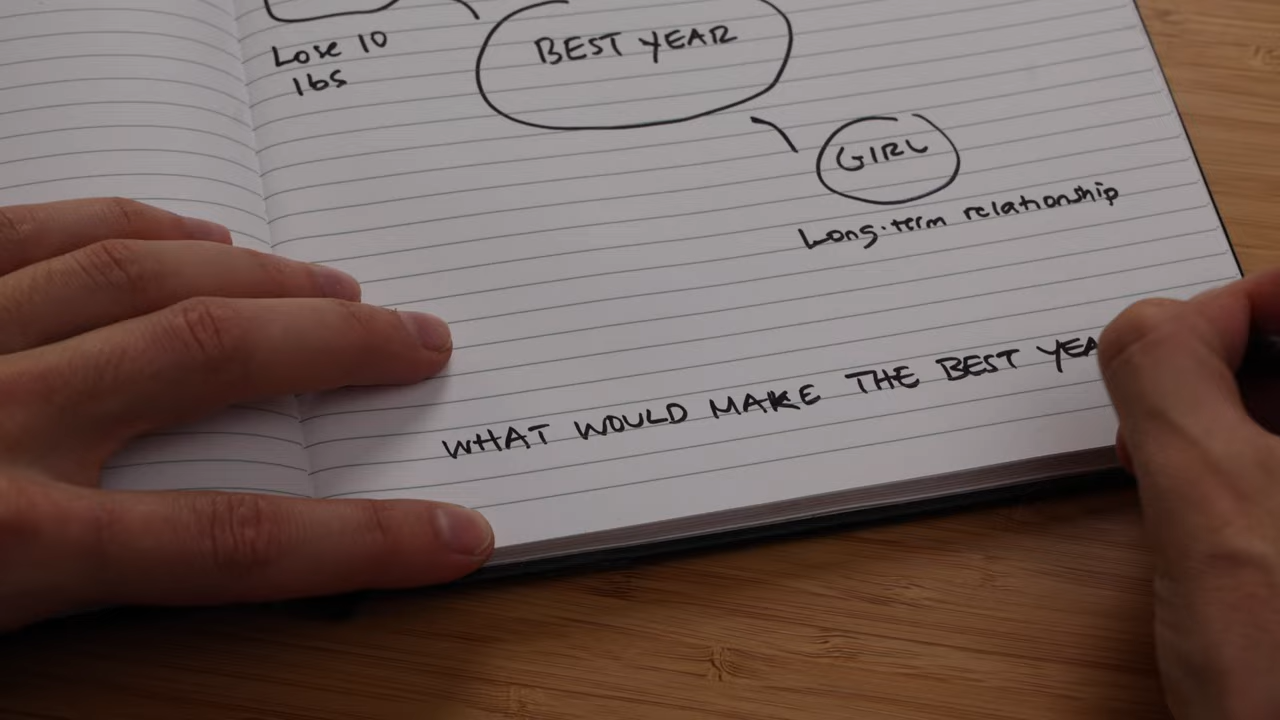 Lose 10
lbs
BEST YEAR
GIRL
Long-term relationship
WHAT WOULD MAKE THE BEST YEA